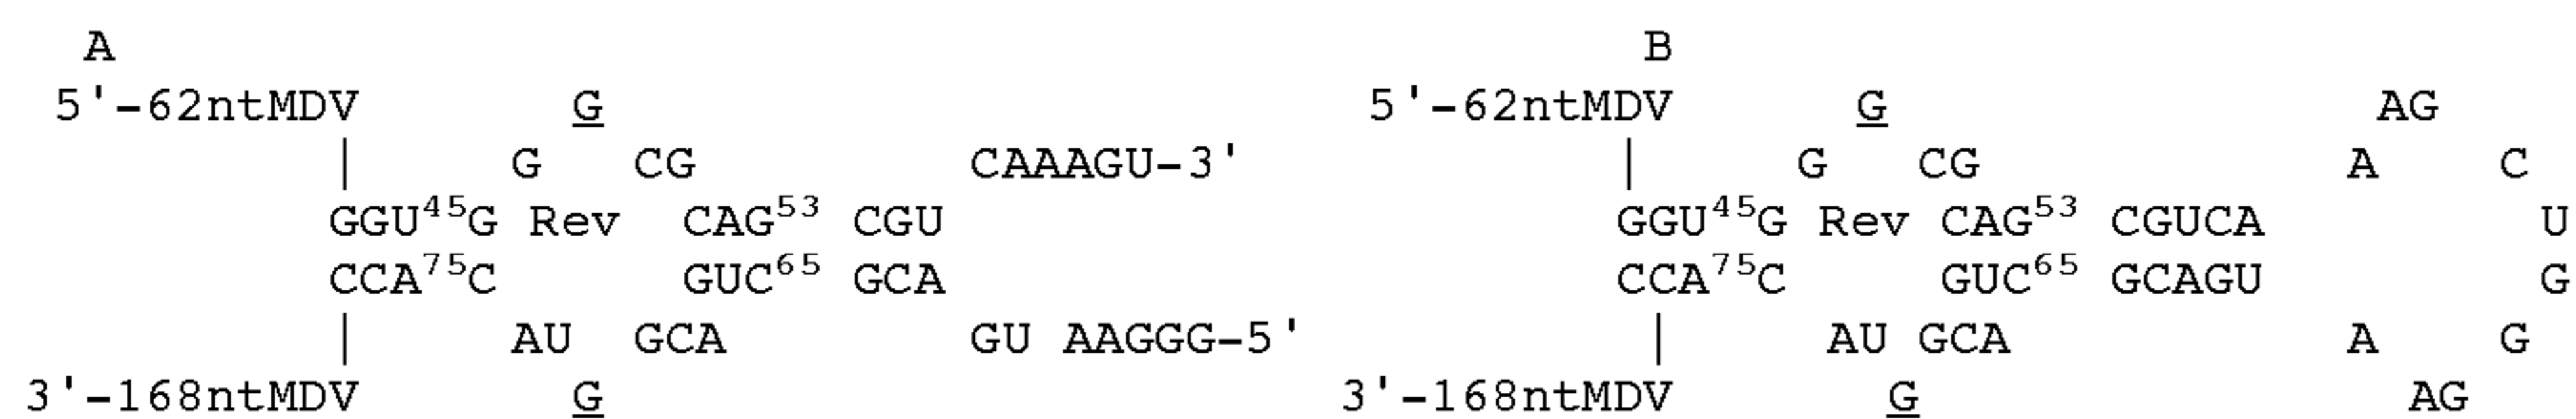 A B
5'-62ntMDV G 5'-62ntMDV G AG
| G CG CAAAGU-3' | G CG A C
GGU⁴⁵G Rev CAG⁵³ CGU GGU⁴⁵G Rev CAG⁵³ CGUCA U
CCA⁷⁵C GUC⁶⁵ GCA CCA⁷⁵C GUC⁶⁵ GCAGU G
| AU GCA GU AAGGG-5' | AU GCA A G
3'-168ntMDV G 3'-168ntMDV G AG